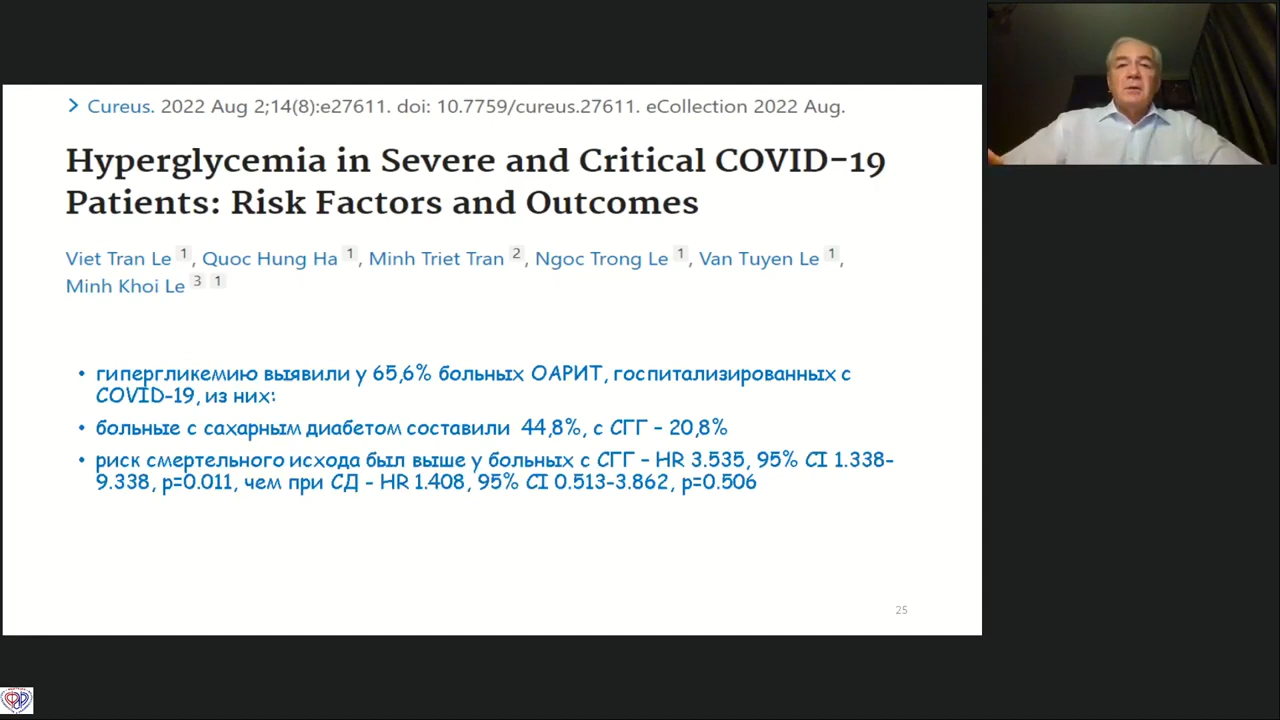 Cureus. 2022 Aug 2;14(8):e27611. doi: 10.7759/cureus.27611. eCollection 2022 Aug.
Hyperglycemia in Severe and Critical COVID-19
Patients: Risk Factors and Outcomes
Viet Tran Le 1, Quoc Hung Ha 1, Minh Triet Tran 2, Ngoc Trong Le 1, Van Tuyen Le 1,
Minh Khoi Le 3 1
• гипергликемию выявили у 65,6% больных ОАРИТ, госпитализированных с
COVID-19, из них:
• больные с сахарным диабетом составили 44,8%, с СГГ – 20,8%
• риск смертельного исхода был выше у больных с СГГ – HR 3.535, 95% CI 1.338-
9.338, p=0.011, чем при СД - HR 1.408, 95% CI 0.513-3.862, p=0.506
25